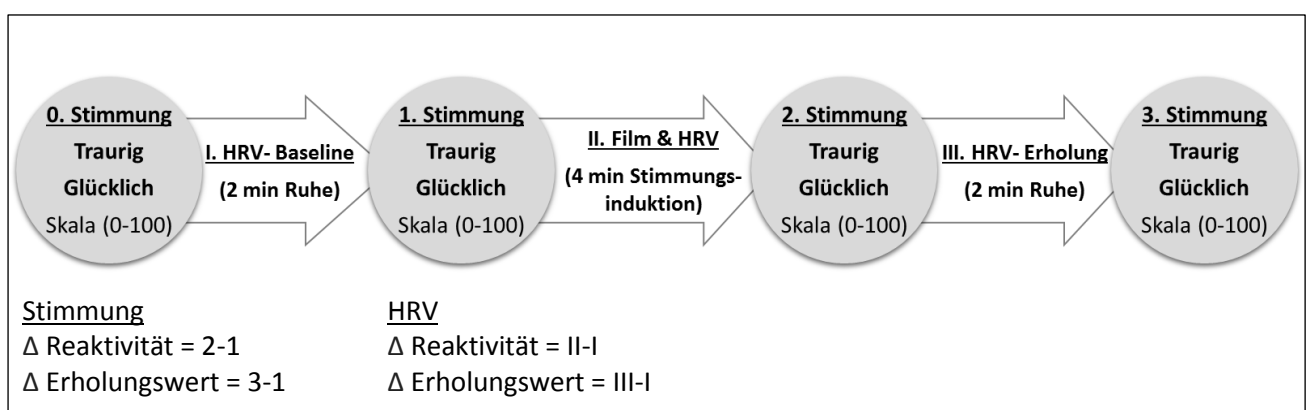 0. Stimmung
Traurig
Glücklich
Skala (0-100)
I. HRV- Baseline
(2 min Ruhe)
1. Stimmung
Traurig
Glücklich
Skala (0-100)
II. Film & HRV
(4 min Stimmungs-
induktion)
2. Stimmung
Traurig
Glücklich
Skala (0-100)
III. HRV- Erholung
(2 min Ruhe)
3. Stimmung
Traurig
Glücklich
Skala (0-100)
Stimmung
Δ Reaktivität = 2-1
Δ Erholungswert = 3-1
HRV
Δ Reaktivität = II-I
Δ Erholungswert = III-I